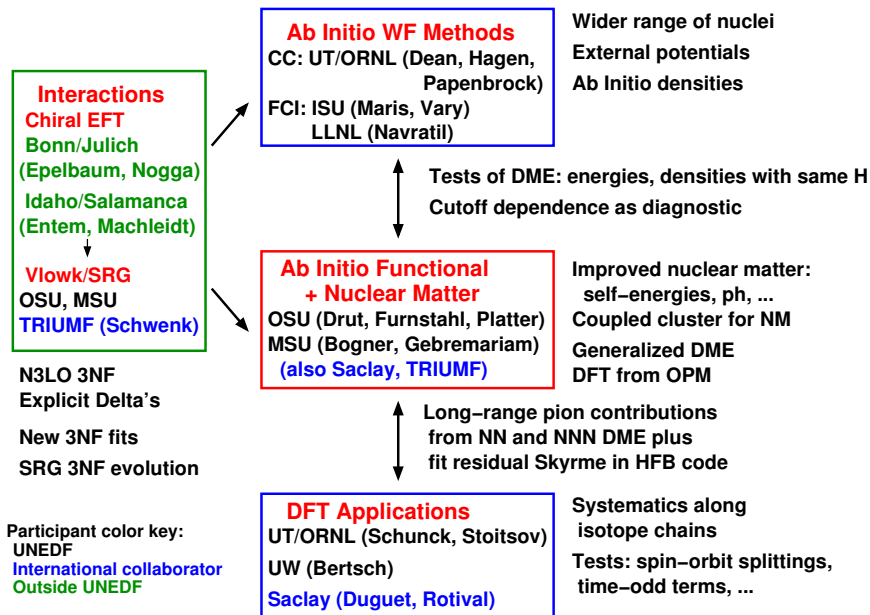 Interactions
Chiral EFT
Bonn/Julich
(Epelbaum, Nogga)
Idaho/Salamanca
(Entem, Machleidt)
Vlowk/SRG
OSU, MSU
TRIUMF (Schwenk)
N3LO 3NF
Explicit Delta's
New 3NF fits
SRG 3NF evolution
Participant color key:
UNEDF
International collaborator
Outside UNEDF
Ab Initio WF Methods
CC: UT/ORNL (Dean, Hagen,
Papenbrock)
FCI: ISU (Maris, Vary)
LLNL (Navratil)
Wider range of nuclei
External potentials
Ab Initio densities
Tests of DME: energies, densities with same H
Cutoff dependence as diagnostic
Ab Initio Functional
+ Nuclear Matter
OSU (Drut, Furnstahl, Platter)
MSU (Bogner, Gebremariam)
(also Saclay, TRIUMF)
Improved nuclear matter:
self−energies, ph, ...
Coupled cluster for NM
Generalized DME
DFT from OPM
Long−range pion contributions
from NN and NNN DME plus
fit residual Skyrme in HFB code
DFT Applications
UT/ORNL (Schunck, Stoitsov)
UW (Bertsch)
Saclay (Duguet, Rotival)
Systematics along
isotope chains
Tests: spin−orbit splittings,
time−odd terms, ...